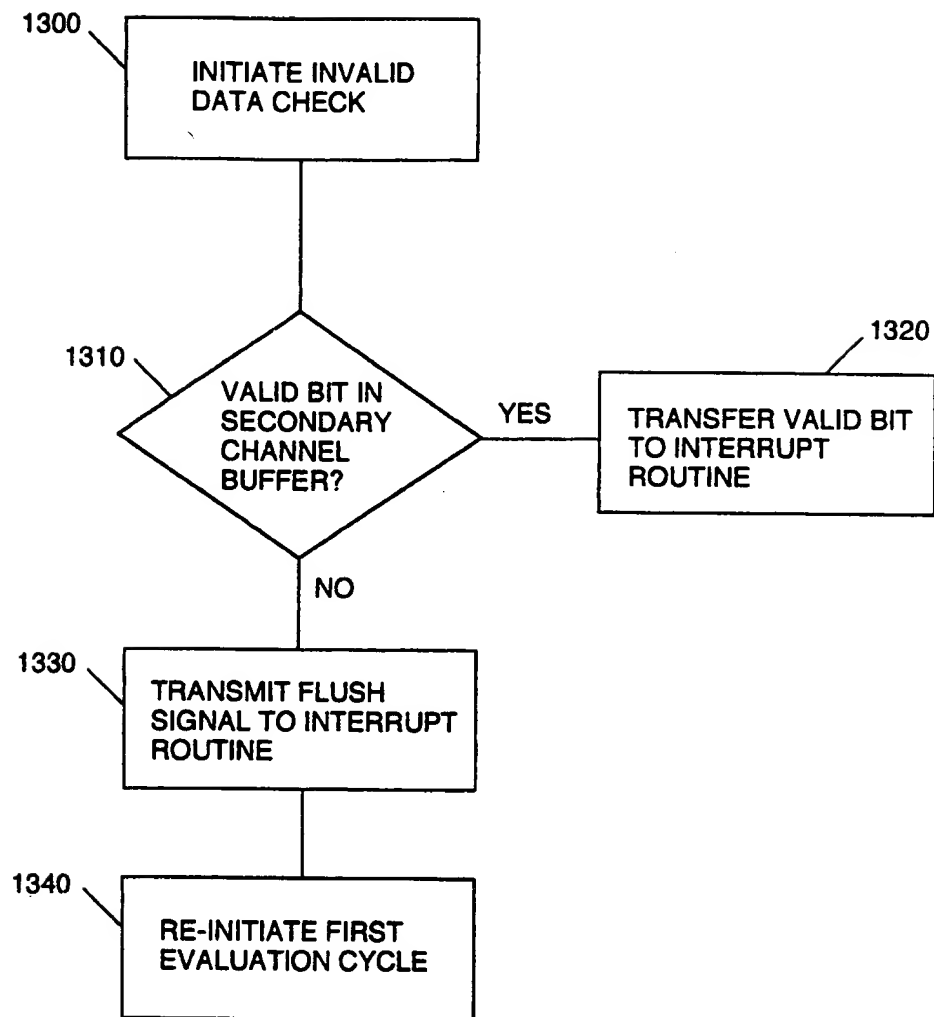 1300
INITIATE INVALID
DATA CHECK
1310
VALID BIT IN
SECONDARY
CHANNEL
BUFFER?
YES
1320
TRANSFER VALID BIT
TO INTERRUPT
ROUTINE
NO
1330
TRANSMIT FLUSH
SIGNAL TO INTERRUPT
ROUTINE
1340
RE-INITIATE FIRST
EVALUATION CYCLE